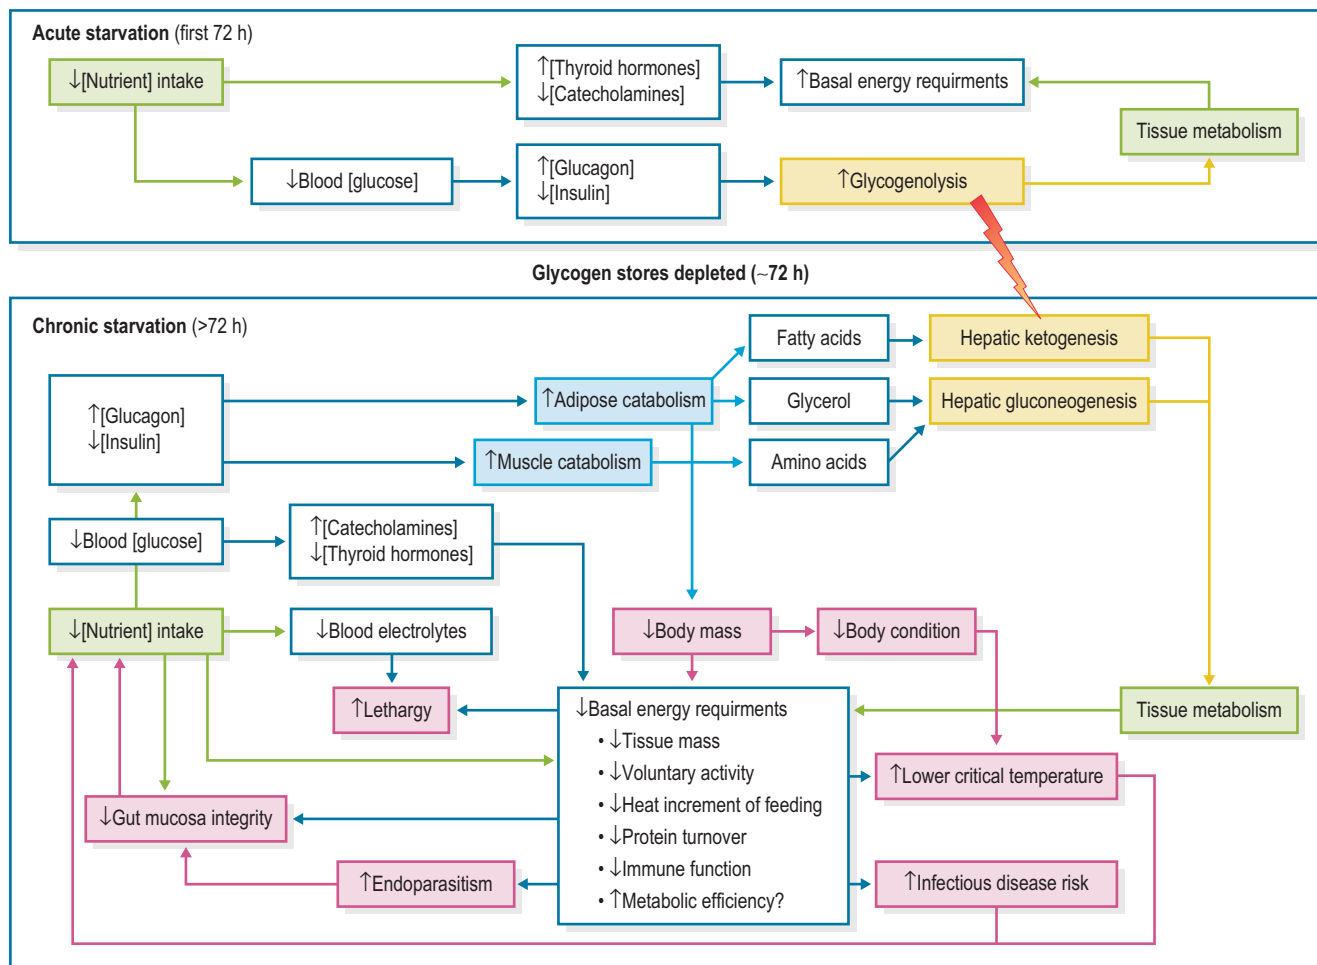 Acute starvation (first 72 h)
↓[Nutrient] intake
↑[Thyroid hormones]
↓[Catecholamines]
↑Basal energy requirments
Tissue metabolism
↓Blood [glucose]
↑[Glucagon]
↓[Insulin]
↑Glycogenolysis
Glycogen stores depleted (~72 h)
Chronic starvation (>72 h)
Fatty acids
Hepatic ketogenesis
↑[Glucagon]
↓[Insulin]
↑Adipose catabolism
Glycerol
Hepatic gluconeogenesis
↑Muscle catabolism
Amino acids
↓Blood [glucose]
↑[Catecholamines]
↓[Thyroid hormones]
↓[Nutrient] intake
↓Blood electrolytes
↓Body mass
↓Body condition
↑Lethargy
↓Basal energy requirments
• ↓Tissue mass
• ↓Voluntary activity
• ↓Heat increment of feeding
• ↓Protein turnover
• ↓Immune function
• ↑Metabolic efficiency?
Tissue metabolism
↑Lower critical temperature
↓Gut mucosa integrity
↑Endoparasitism
↑Infectious disease risk